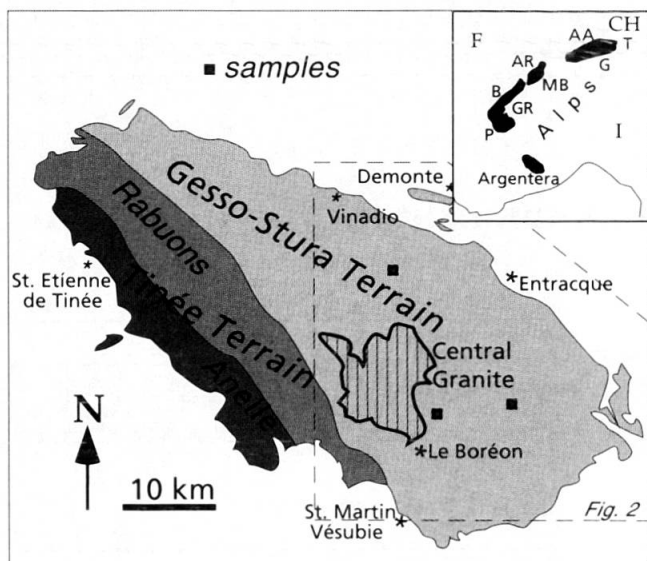 samples
F
CH
AA
T
AR
G
B
MB
GR
Alps
P
I
Argentera
Demonte
Vinadio
Gesso-Stura Terrain
Rabuons
Tinée Terrain
Anelle
St. Etíenne
de Tinée
Entracque
Central
Granite
N
Le Boréon
10 km
St. Martin
Vésubie
Fig. 2